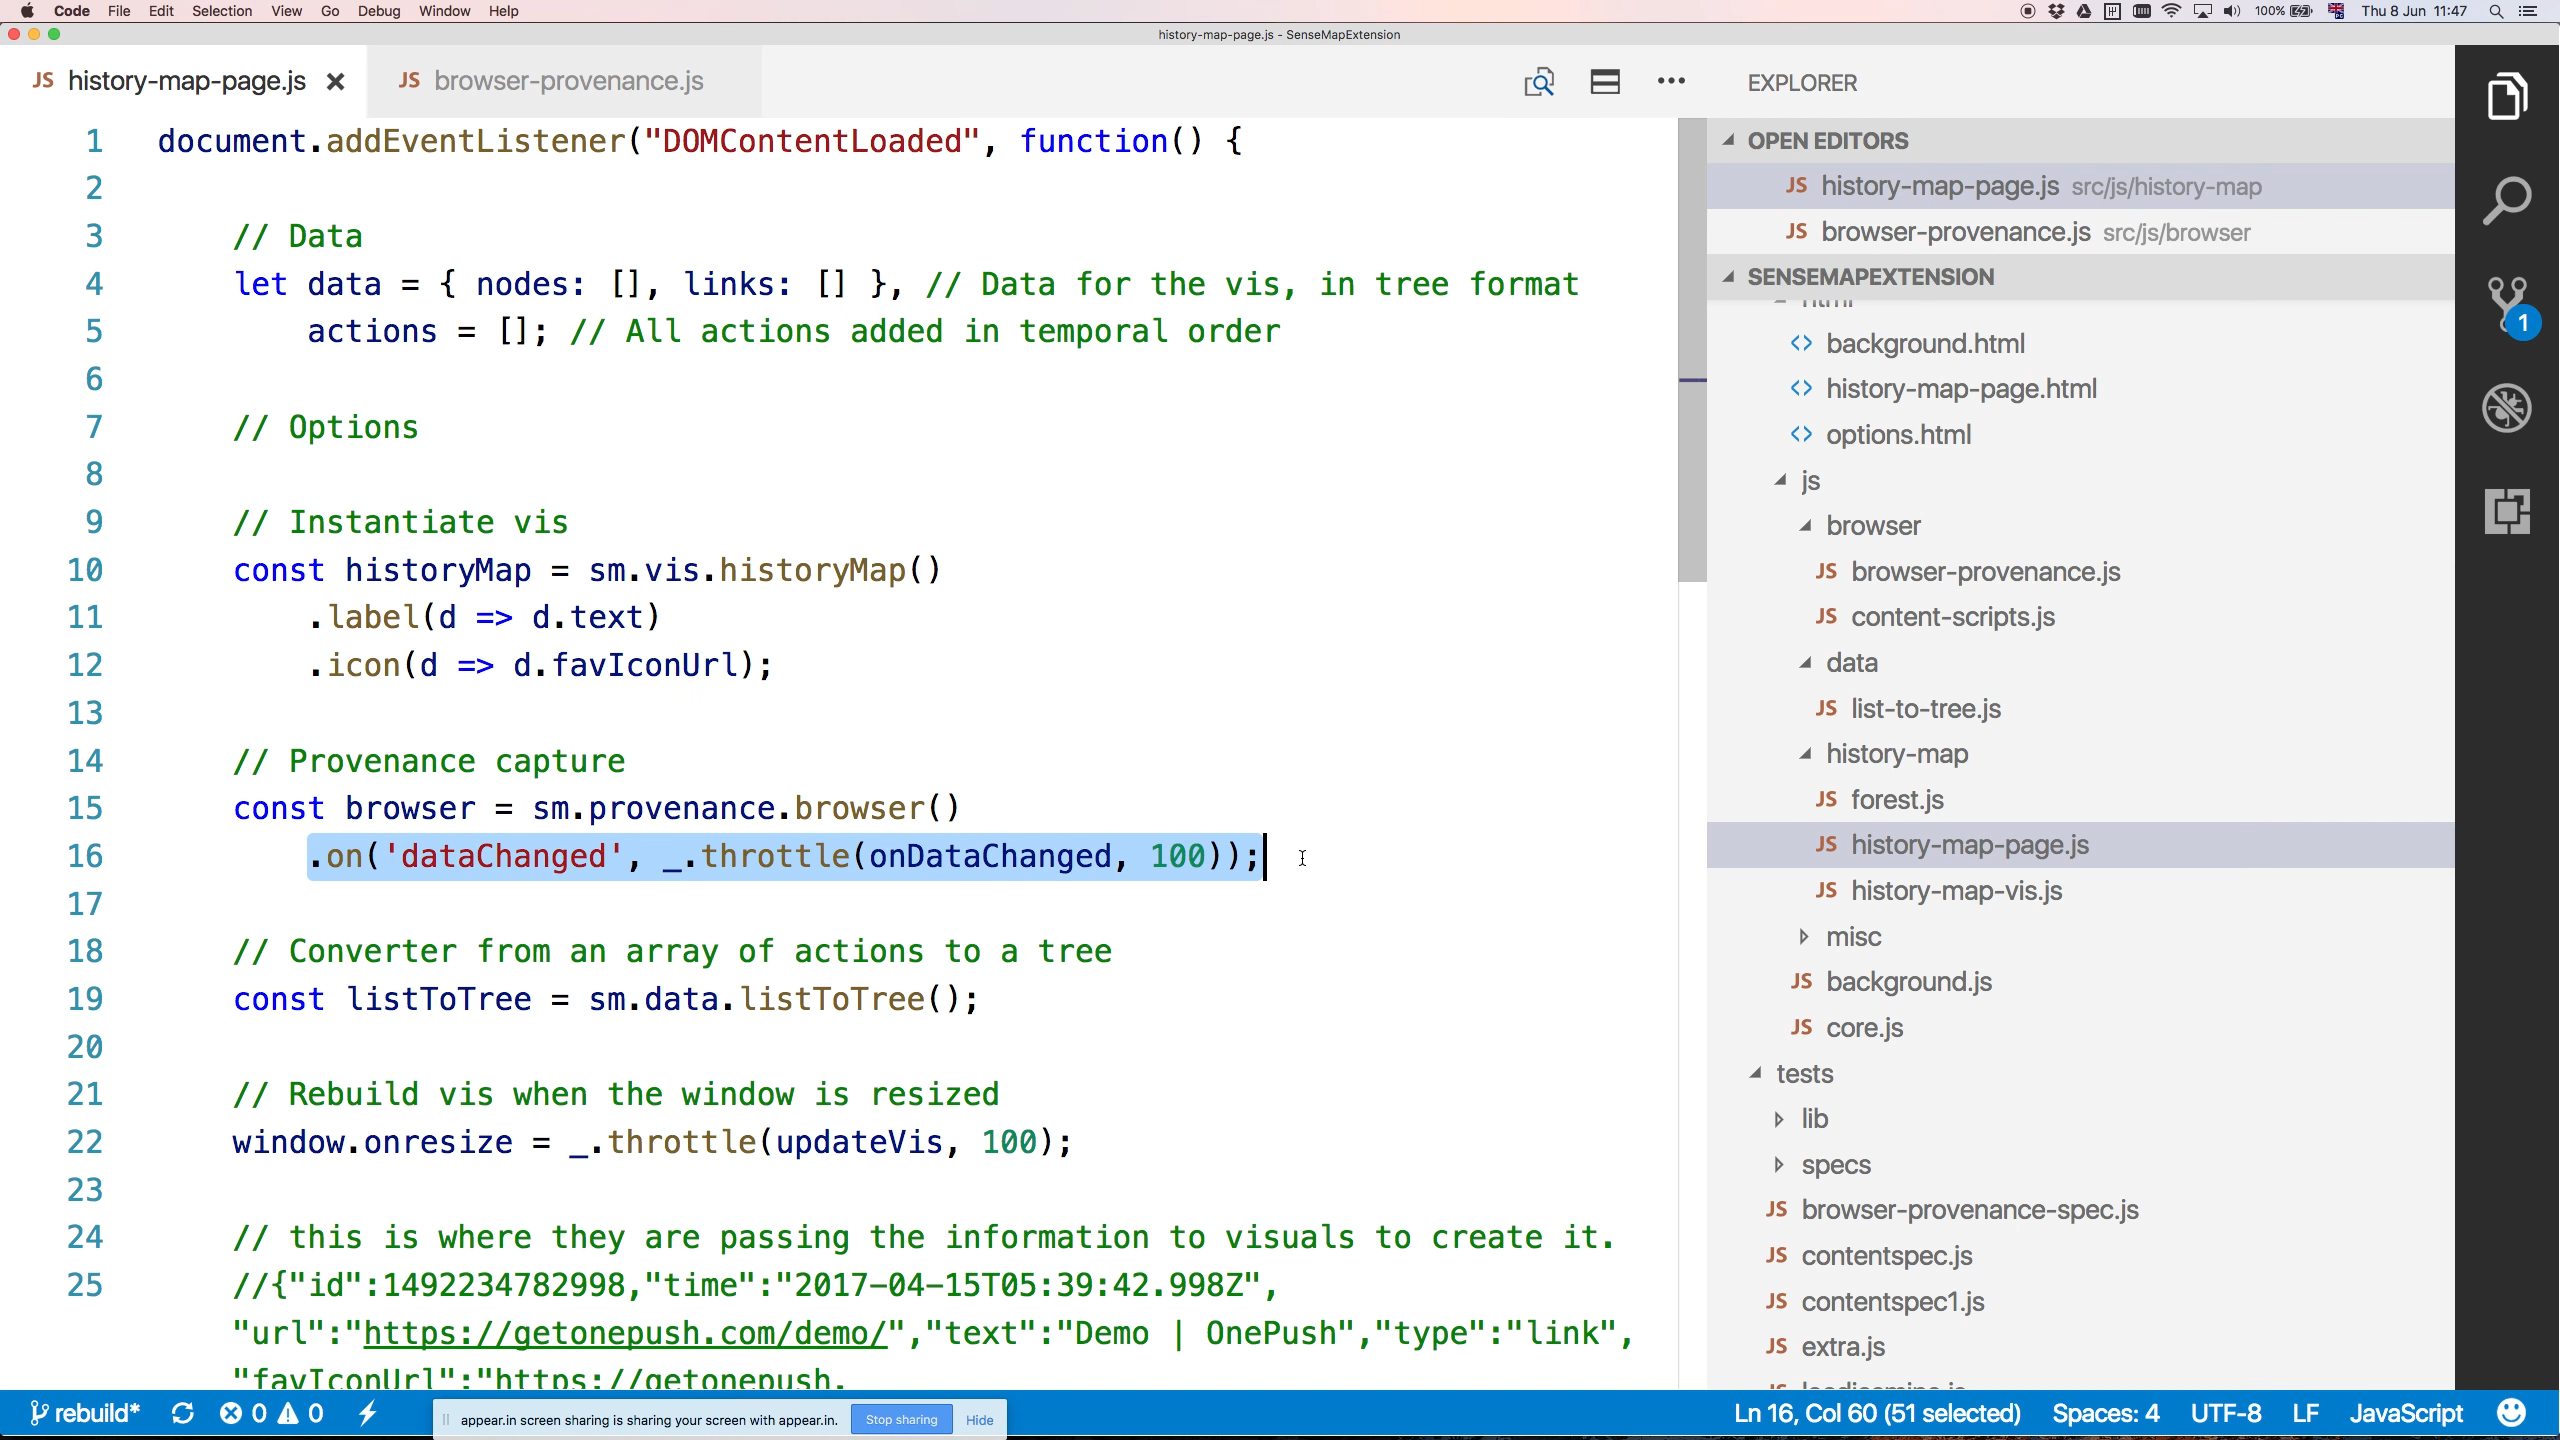 Code File Edit Selection View Go Debug Window Help
100% Thu 8 Jun 11:47
history-map-page.js - SenseMapExtension
JS history-map-page.js
JS browser-provenance.js
EXPLORER
1 document.addEventListener("DOMContentLoaded", function() {
2
3 // Data
4 let data = { nodes: [], links: [] }, // Data for the vis, in tree format
5 actions = []; // All actions added in temporal order
6
7 // Options
8
9 // Instantiate vis
10 const historyMap = sm.vis.historyMap()
11 .label(d => d.text)
12 .icon(d => d.favIconUrl);
13
14 // Provenance capture
15 const browser = sm.provenance.browser()
16 .on('dataChanged', _.throttle(onDataChanged, 100));
17
18 // Converter from an array of actions to a tree
19 const listToTree = sm.data.listToTree();
20
21 // Rebuild vis when the window is resized
22 window.onresize = _.throttle(updateVis, 100);
23
24 // this is where they are passing the information to visuals to create it.
25 //{"id":1492234782998,"time":"2017-04-15T05:39:42.998Z",
"url":"https://getonepush.com/demo/","text":"Demo | OnePush","type":"link",
"favIconUrl":"https://getonepush.
OPEN EDITORS
JS history-map-page.js src/js/history-map
JS browser-provenance.js src/js/browser
SENSEMAPEXTENSION
html
<> background.html
<> history-map-page.html
<> options.html
js
browser
JS browser-provenance.js
JS content-scripts.js
data
JS list-to-tree.js
history-map
JS forest.js
JS history-map-page.js
JS history-map-vis.js
misc
JS background.js
JS core.js
tests
lib
specs
JS browser-provenance-spec.js
JS contentspec.js
JS contentspec1.js
JS extra.js
1
rebuild* 0 0
appear.in screen sharing is sharing your screen with appear.in. Stop sharing Hide
Ln 16, Col 60 (51 selected) Spaces: 4 UTF-8 LF JavaScript